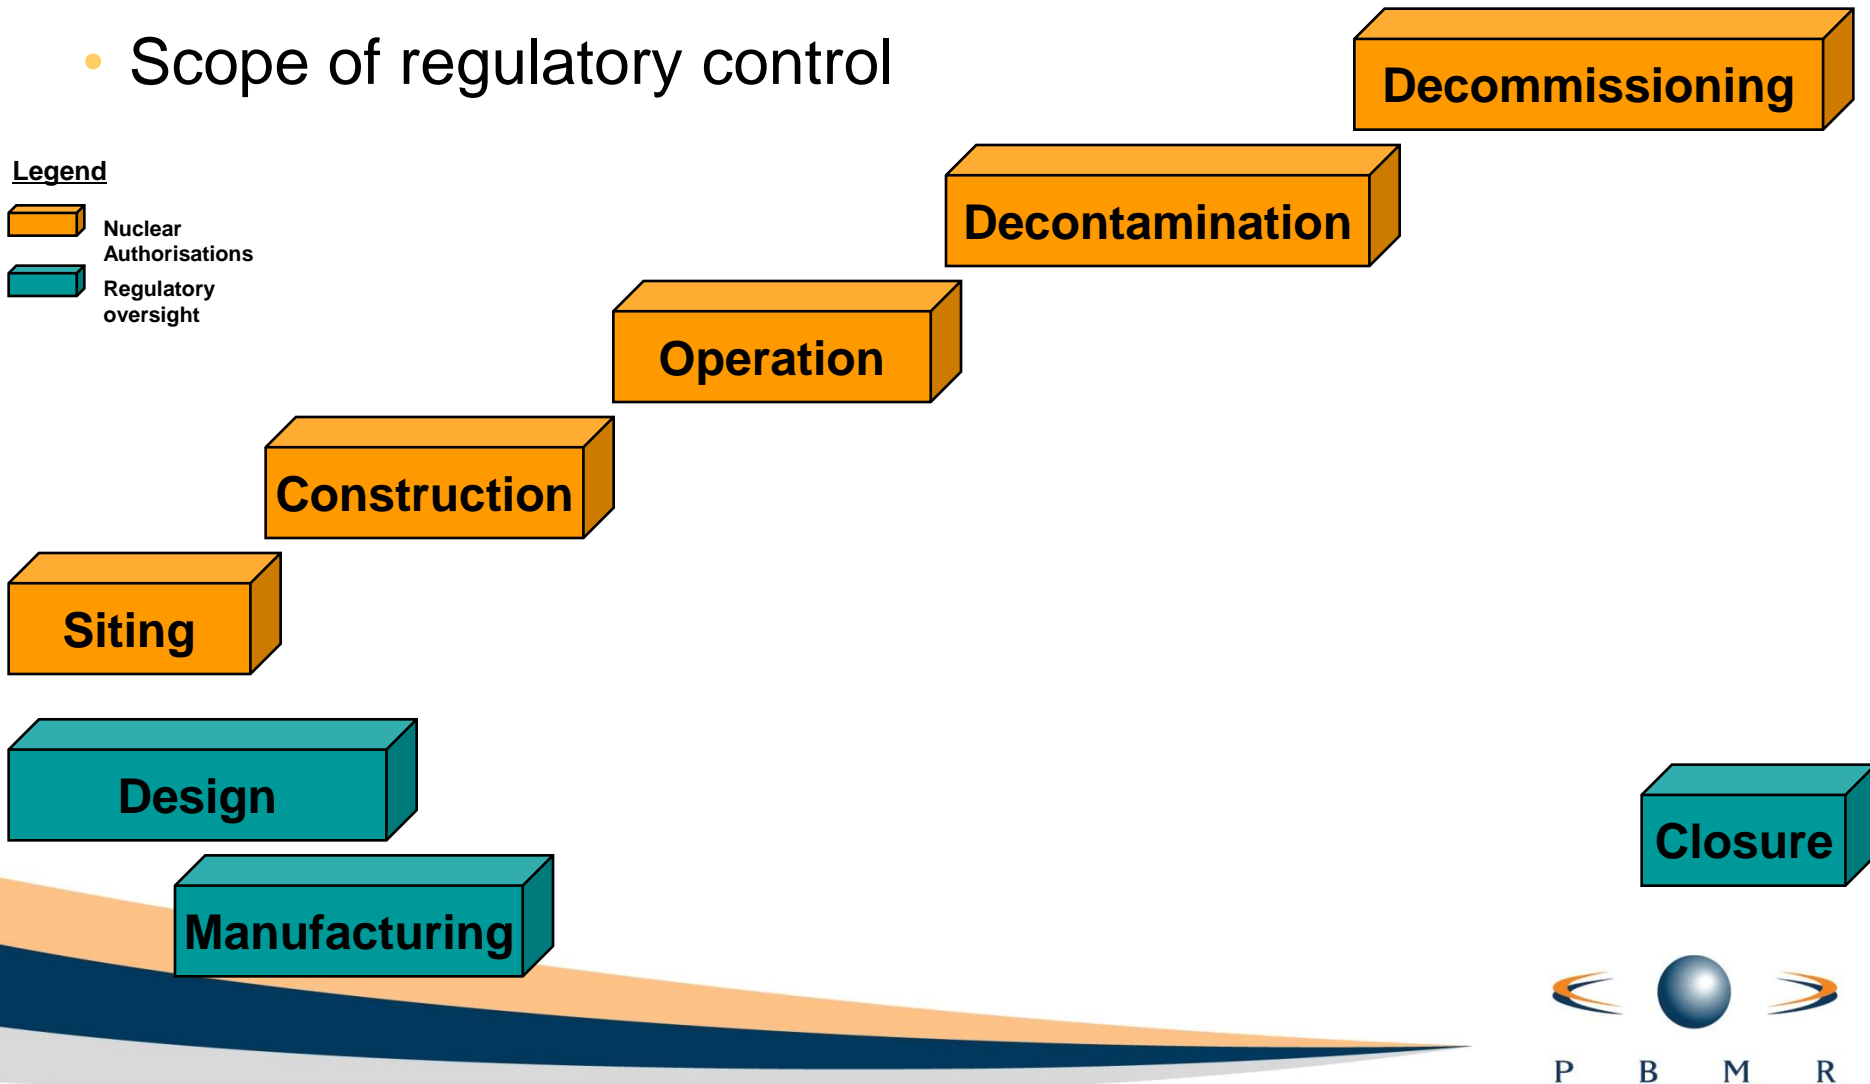 • Scope of regulatory control
Decommissioning
Legend
Nuclear
Authorisations
Regulatory
oversight
Decontamination
Operation
Construction
Siting
Design
Closure
Manufacturing
P B M R